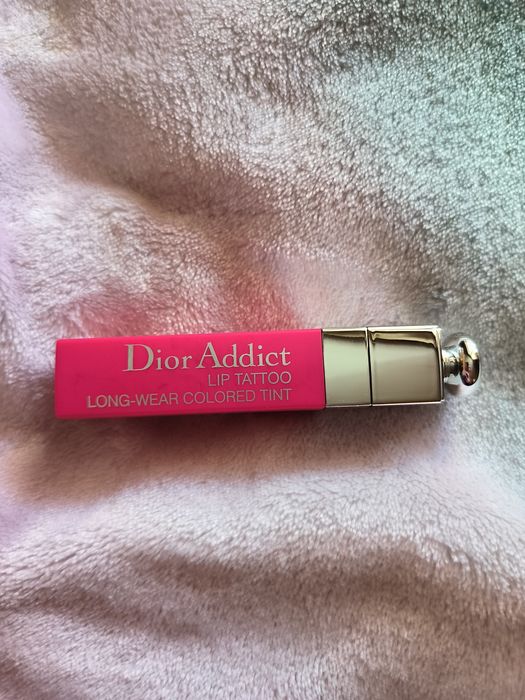 Dior Addict
LIP TATTOO
LONG-WEAR COLORED TINT